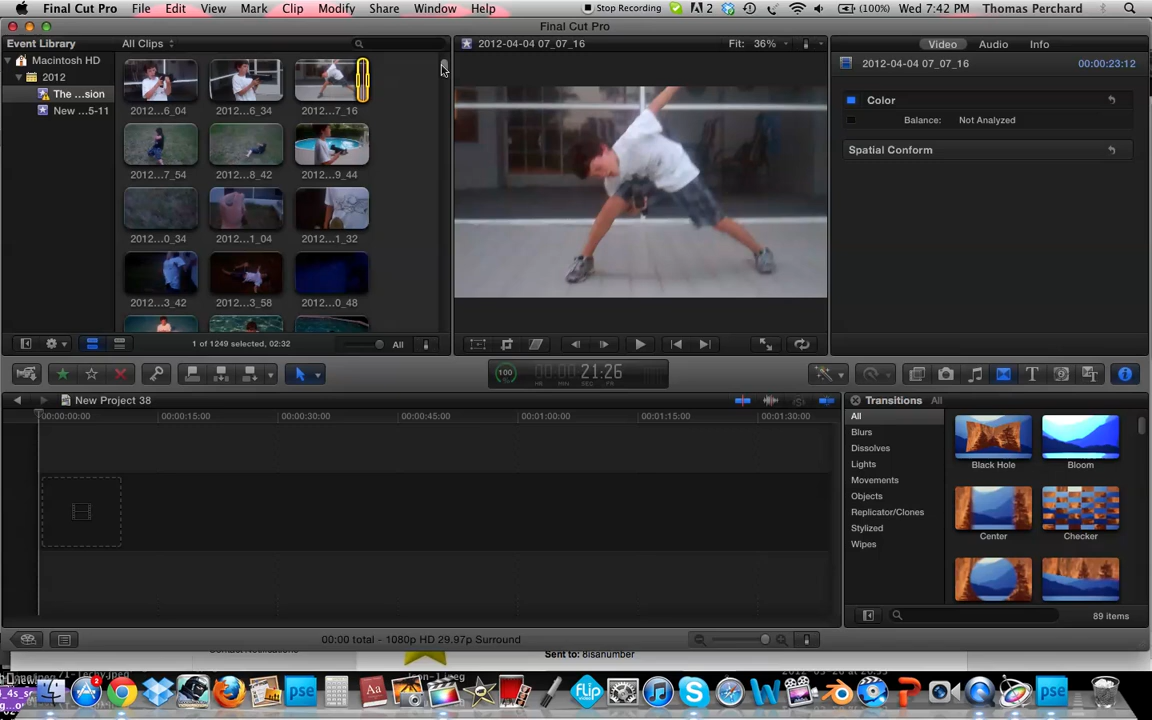 Final Cut Pro File Edit View Mark Clip Modify Share Window Help Stop Recording 2 (100%) Wed 7:42 PM Thomas Perchard
Final Cut Pro
Event Library All Clips 2012-04-04 07_07_16 Fit: 36% Video Audio Info
Macintosh HD
2012-04-04 07_07_16 00:00:23:12
2012
The ...sion
New ...5-11
2012...6_04 2012...6_34 2012...7_16
Color
Balance: Not Analyzed
Spatial Conform
2012...7_54 2012...8_42 2012...9_44
2012...0_34 2012...1_04 2012...1_32
2012...3_42 2012...3_58 2012...0_48
1 of 1249 selected, 02:32 All
100 00:00:21:26
HR MIN SEC FR
New Project 38 Transitions All
00:00:00:00 00:00:15:00 00:00:30:00 00:00:45:00 00:01:00:00 00:01:15:00 00:01:30:00
All
Blurs
Dissolves
Lights
Movements
Objects
Replicator/Clones
Stylized
Wipes
Black Hole Bloom
Center Checker
89 items
00:00 total - 1080p HD 29.97p Surround
Sent to: 8isanumber